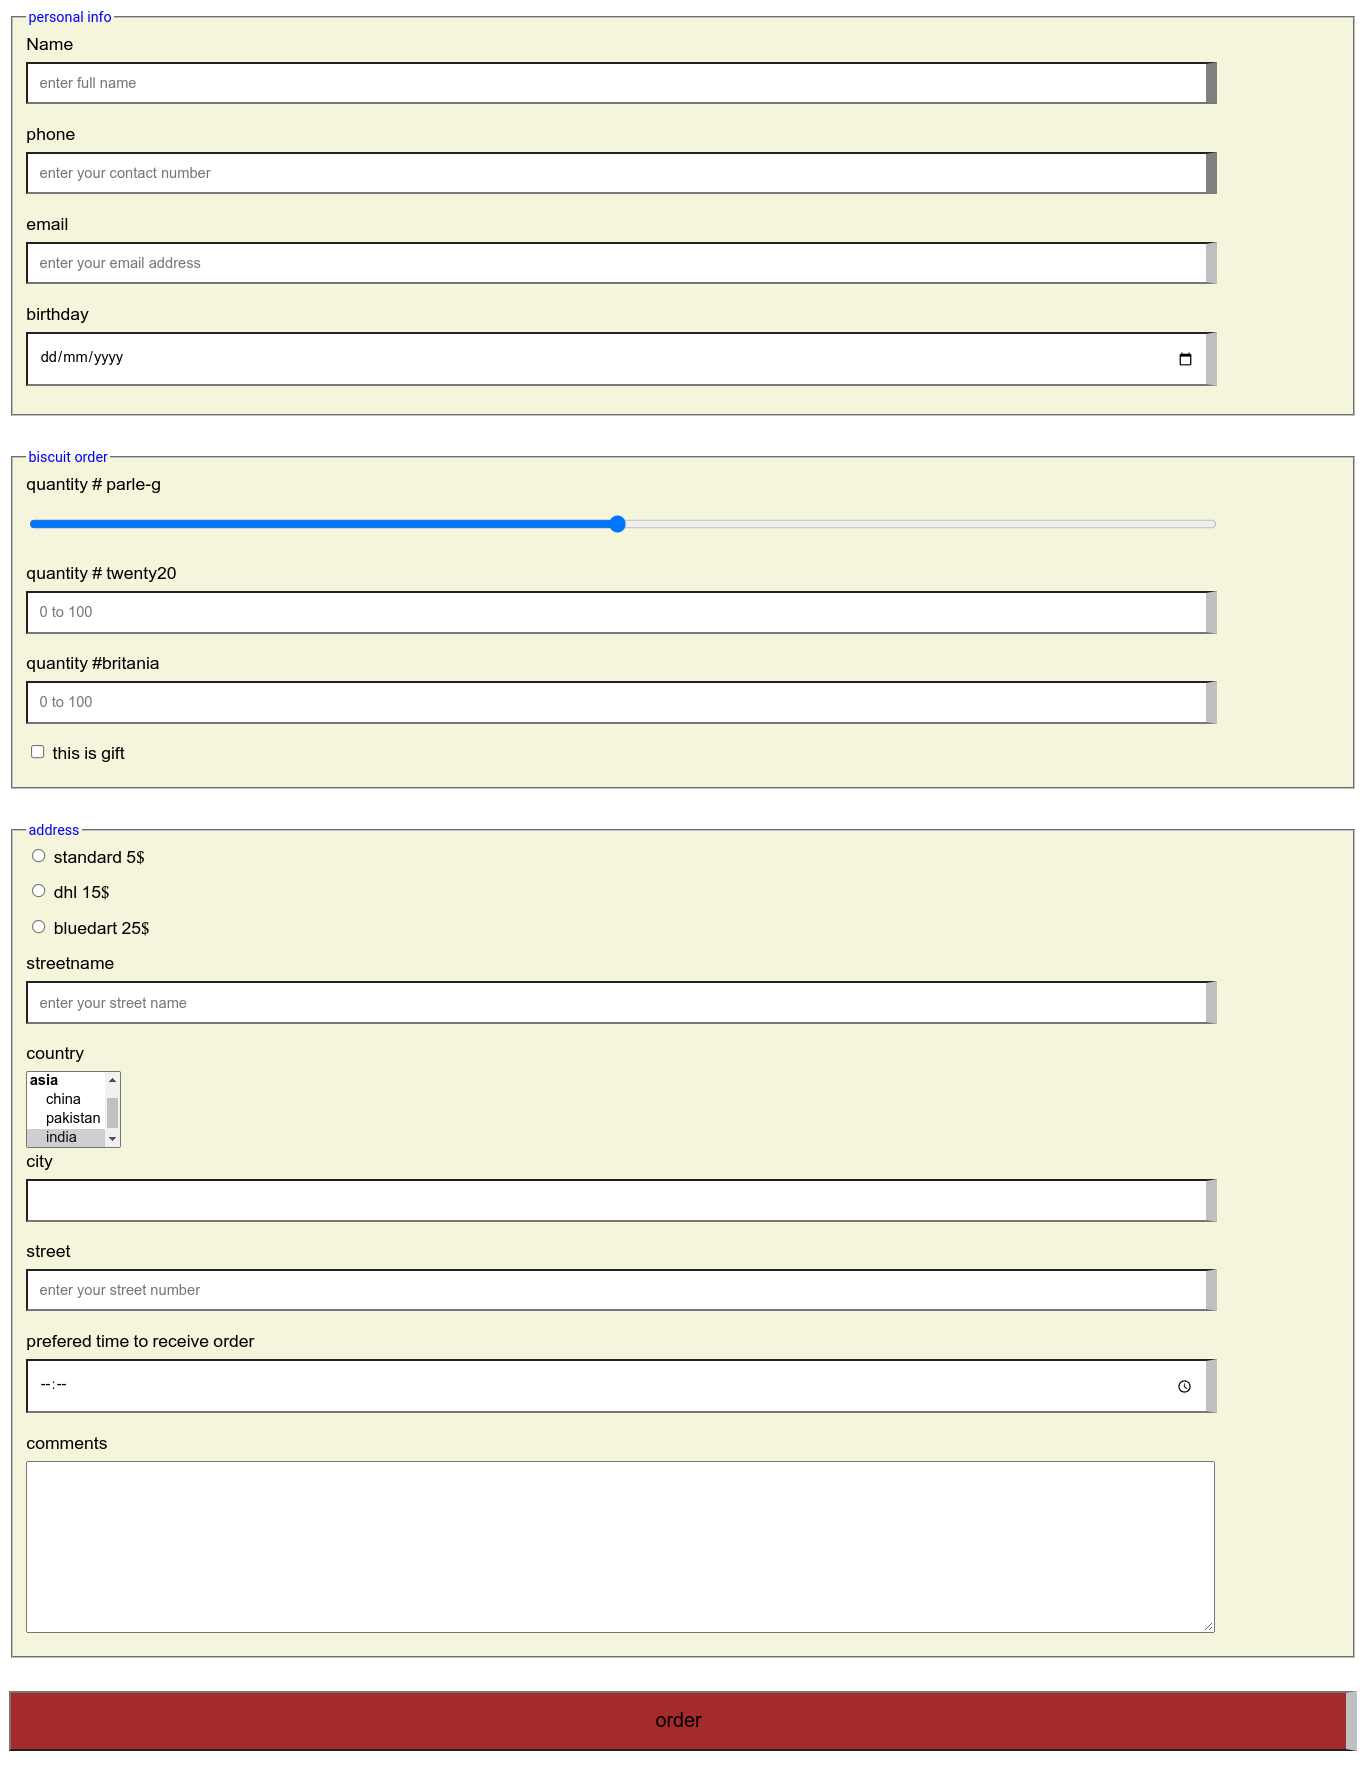 personal info
Name
enter full name
phone
enter your contact number
email
enter your email address
birthday
dd/mm/yyyy
biscuit order
quantity # parle-g
quantity # twenty20
0 to 100
quantity #britania
0 to 100
this is gift
address
standard 5$
dhl 15$
bluedart 25$
streetname
enter your street name
country
asia
china
pakistan
india
city
street
enter your street number
prefered time to receive order
--:--
comments
order